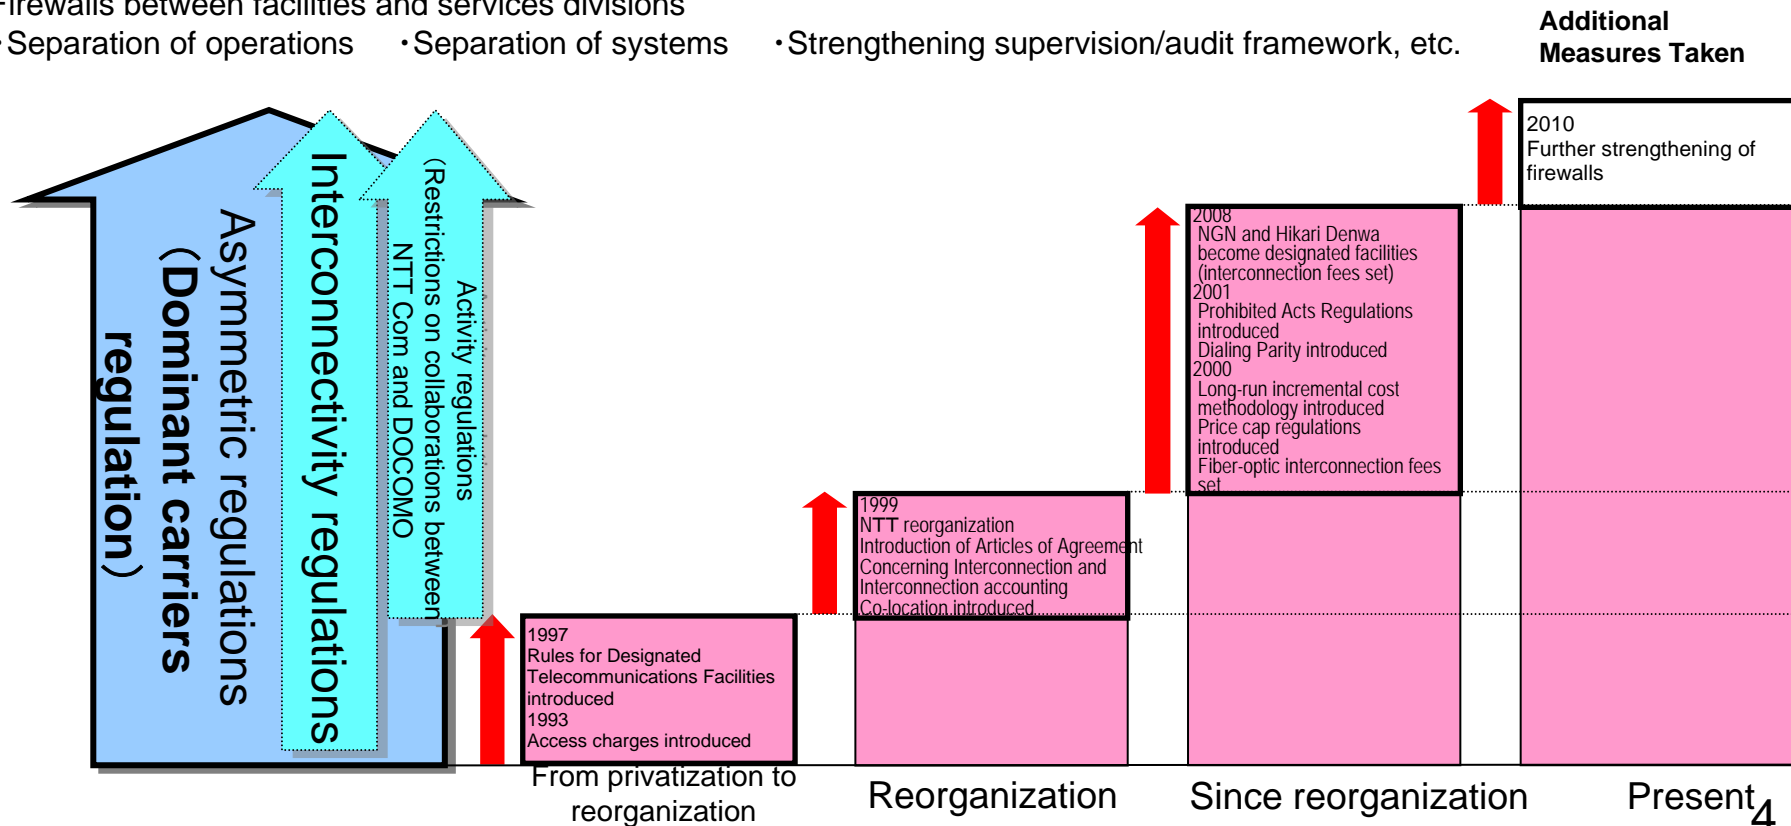 Firewalls between facilities and services divisions
・Separation of operations ・Separation of systems ・Strengthening supervision/audit framework, etc.
Additional
Measures Taken
Asymmetric regulations
(Dominant carriers
regulation)
Interconnectivity regulations
Activity regulations
(Restrictions on collaborations between
NTT Com and DOCOMO
1997
Rules for Designated
Telecommunications Facilities
introduced
1993
Access charges introduced
From privatization to
reorganization
1999
NTT reorganization
Introduction of Articles of Agreement
Concerning Interconnection and
Interconnection accounting
Co-location introduced
Reorganization
2008
NGN and Hikari Denwa
become designated facilities
(interconnection fees set)
2001
Prohibited Acts Regulations
introduced
Dialing Parity introduced
2000
Long-run incremental cost
methodology introduced
Price cap regulations
introduced
Fiber-optic interconnection fees
set
Since reorganization
2010
Further strengthening of
firewalls
Present
4